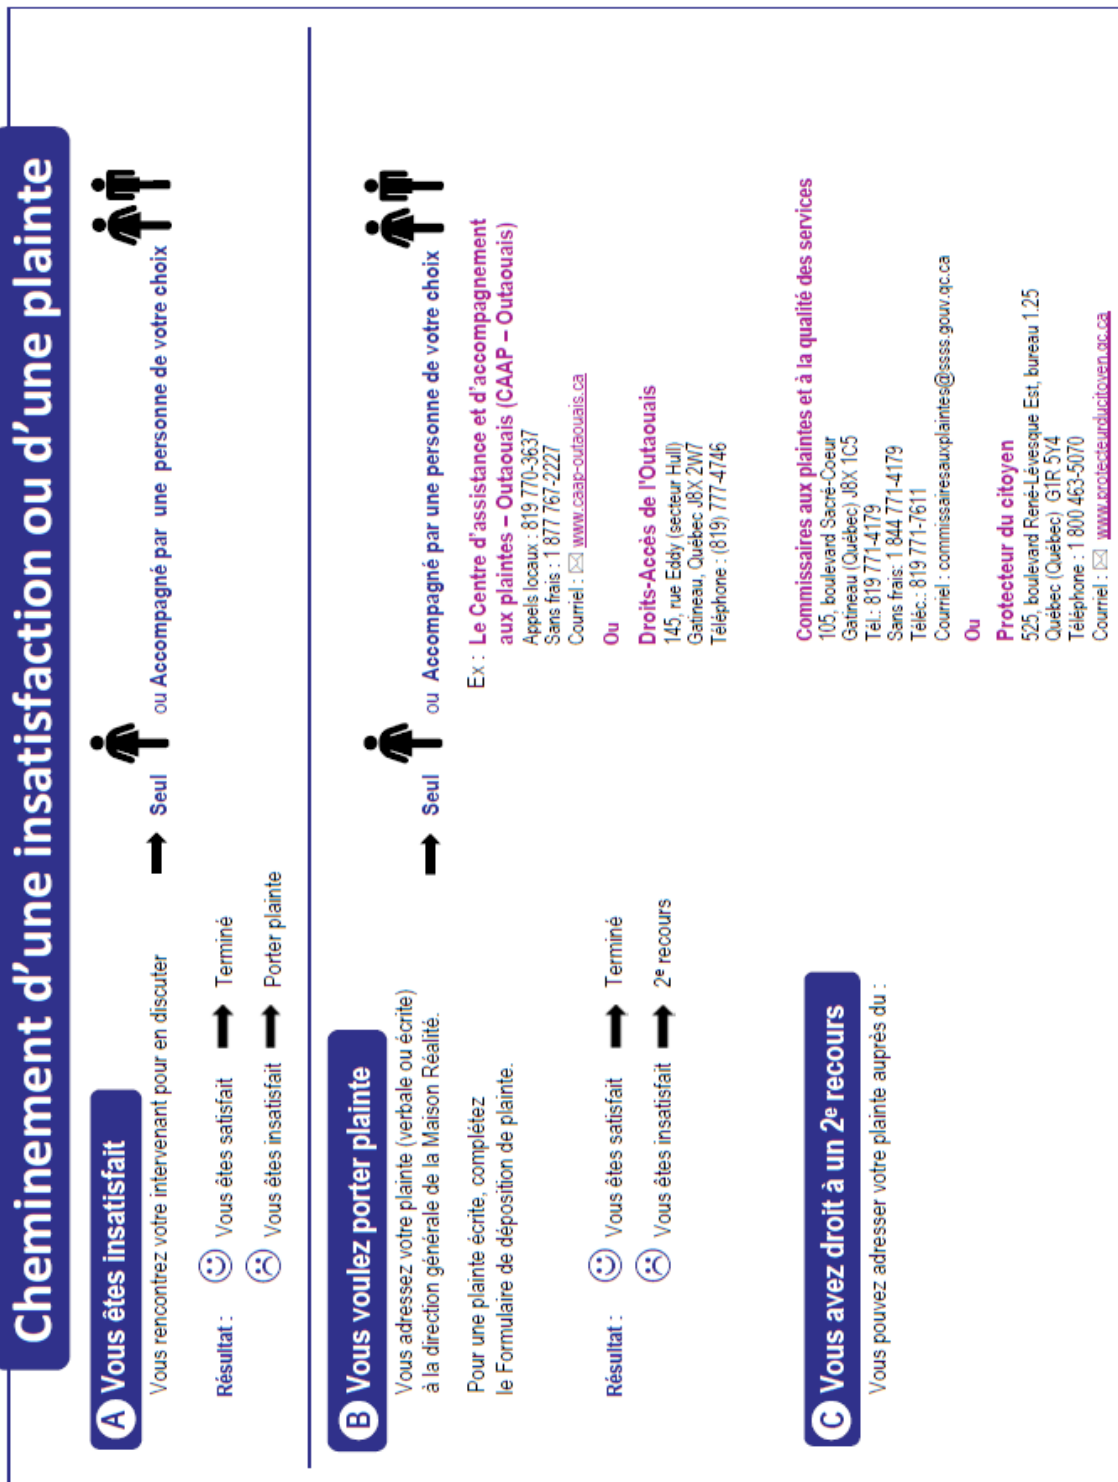 Cheminement d'une insatisfaction ou d'une plainte
A Vous êtes insatisfait
Vous rencontrez votre intervenant pour en discuter
Seul ou Accompagné par une personne de votre choix
Résultat : Vous êtes satisfait Terminé
Vous êtes insatisfait Porter plainte
B Vous voulez porter plainte
Vous adressez votre plainte (verbale ou écrite)
à la direction générale de la Maison Réalité.
Seul ou Accompagné par une personne de votre choix
Pour une plainte écrite, complétez
le Formulaire de déposition de plainte.
Ex : Le Centre d'assistance et d'accompagnement
aux plaintes – Outaouais (CAAP – Outaouais)
Appels locaux : 819 770-3637
Sans frais : 1 877 767-2227
Courriel : www.caap-outaouais.ca
Ou
Droits-Accès de l'Outaouais
145, rue Eddy (secteur Hull)
Gatineau, Québec J8X 2W7
Téléphone : (819) 777-4746
Résultat : Vous êtes satisfait Terminé
Vous êtes insatisfait 2e recours
C Vous avez droit à un 2e recours
Vous pouvez adresser votre plainte auprès du :
Commissaires aux plaintes et à la qualité des services
105, boulevard Sacré-Coeur
Gatineau (Québec) J8X 1C5
Tél.: 819 771-4179
Sans frais: 1 844 771-4179
Téléc.: 819 771-7611
Courriel : commissairesauxplaintes@ssss.gouv.qc.ca
Ou
Protecteur du citoyen
525, boulevard René-Lévesque Est, bureau 1.25
Québec (Québec) G1R 5Y4
Téléphone : 1 800 463-5070
Courriel : www.protecteurducitoyen.qc.ca